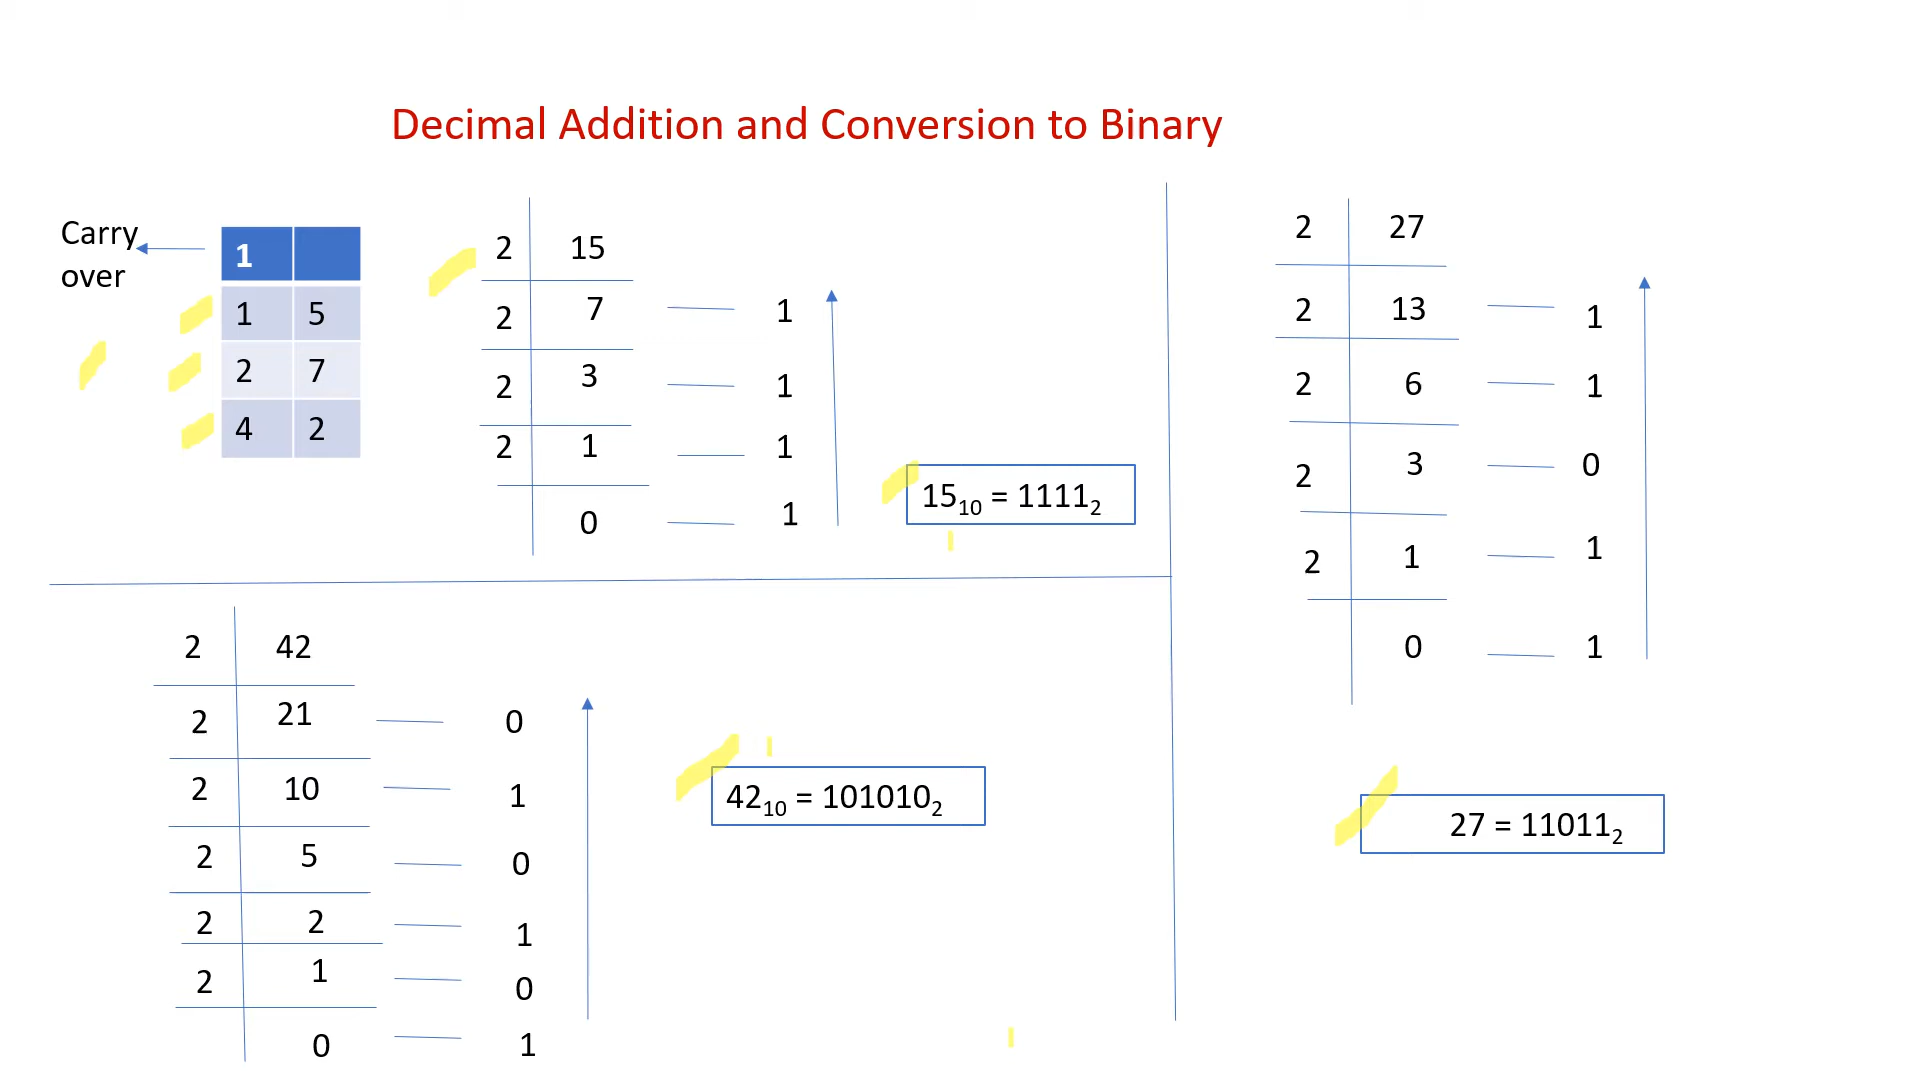 Decimal Addition and Conversion to Binary
Carry
over
1
1 5
2 7
4 2
2 15
2 7 1
2 3 1
2 1 1
0 1
15₁₀ = 1111₂
2 27
2 13 1
2 6 1
2 3 0
2 1 1
0 1
27 = 11011₂
2 42
2 21 0
2 10 1
2 5 0
2 2 1
2 1 0
0 1
42₁₀ = 101010₂